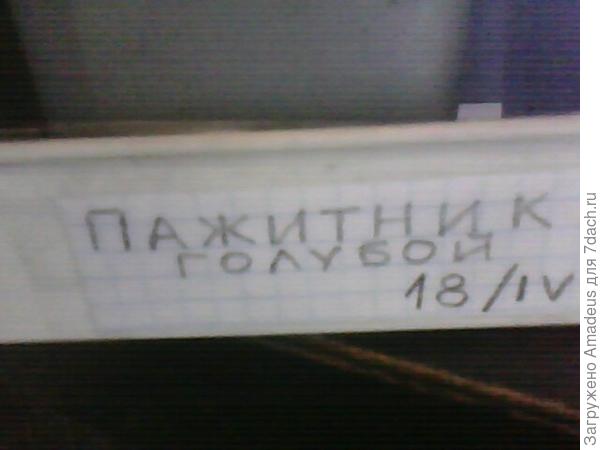 ПАЖИТНИК
ГОЛУБОЙ
18/IV
Загружено Amadeus для 7dach.ru